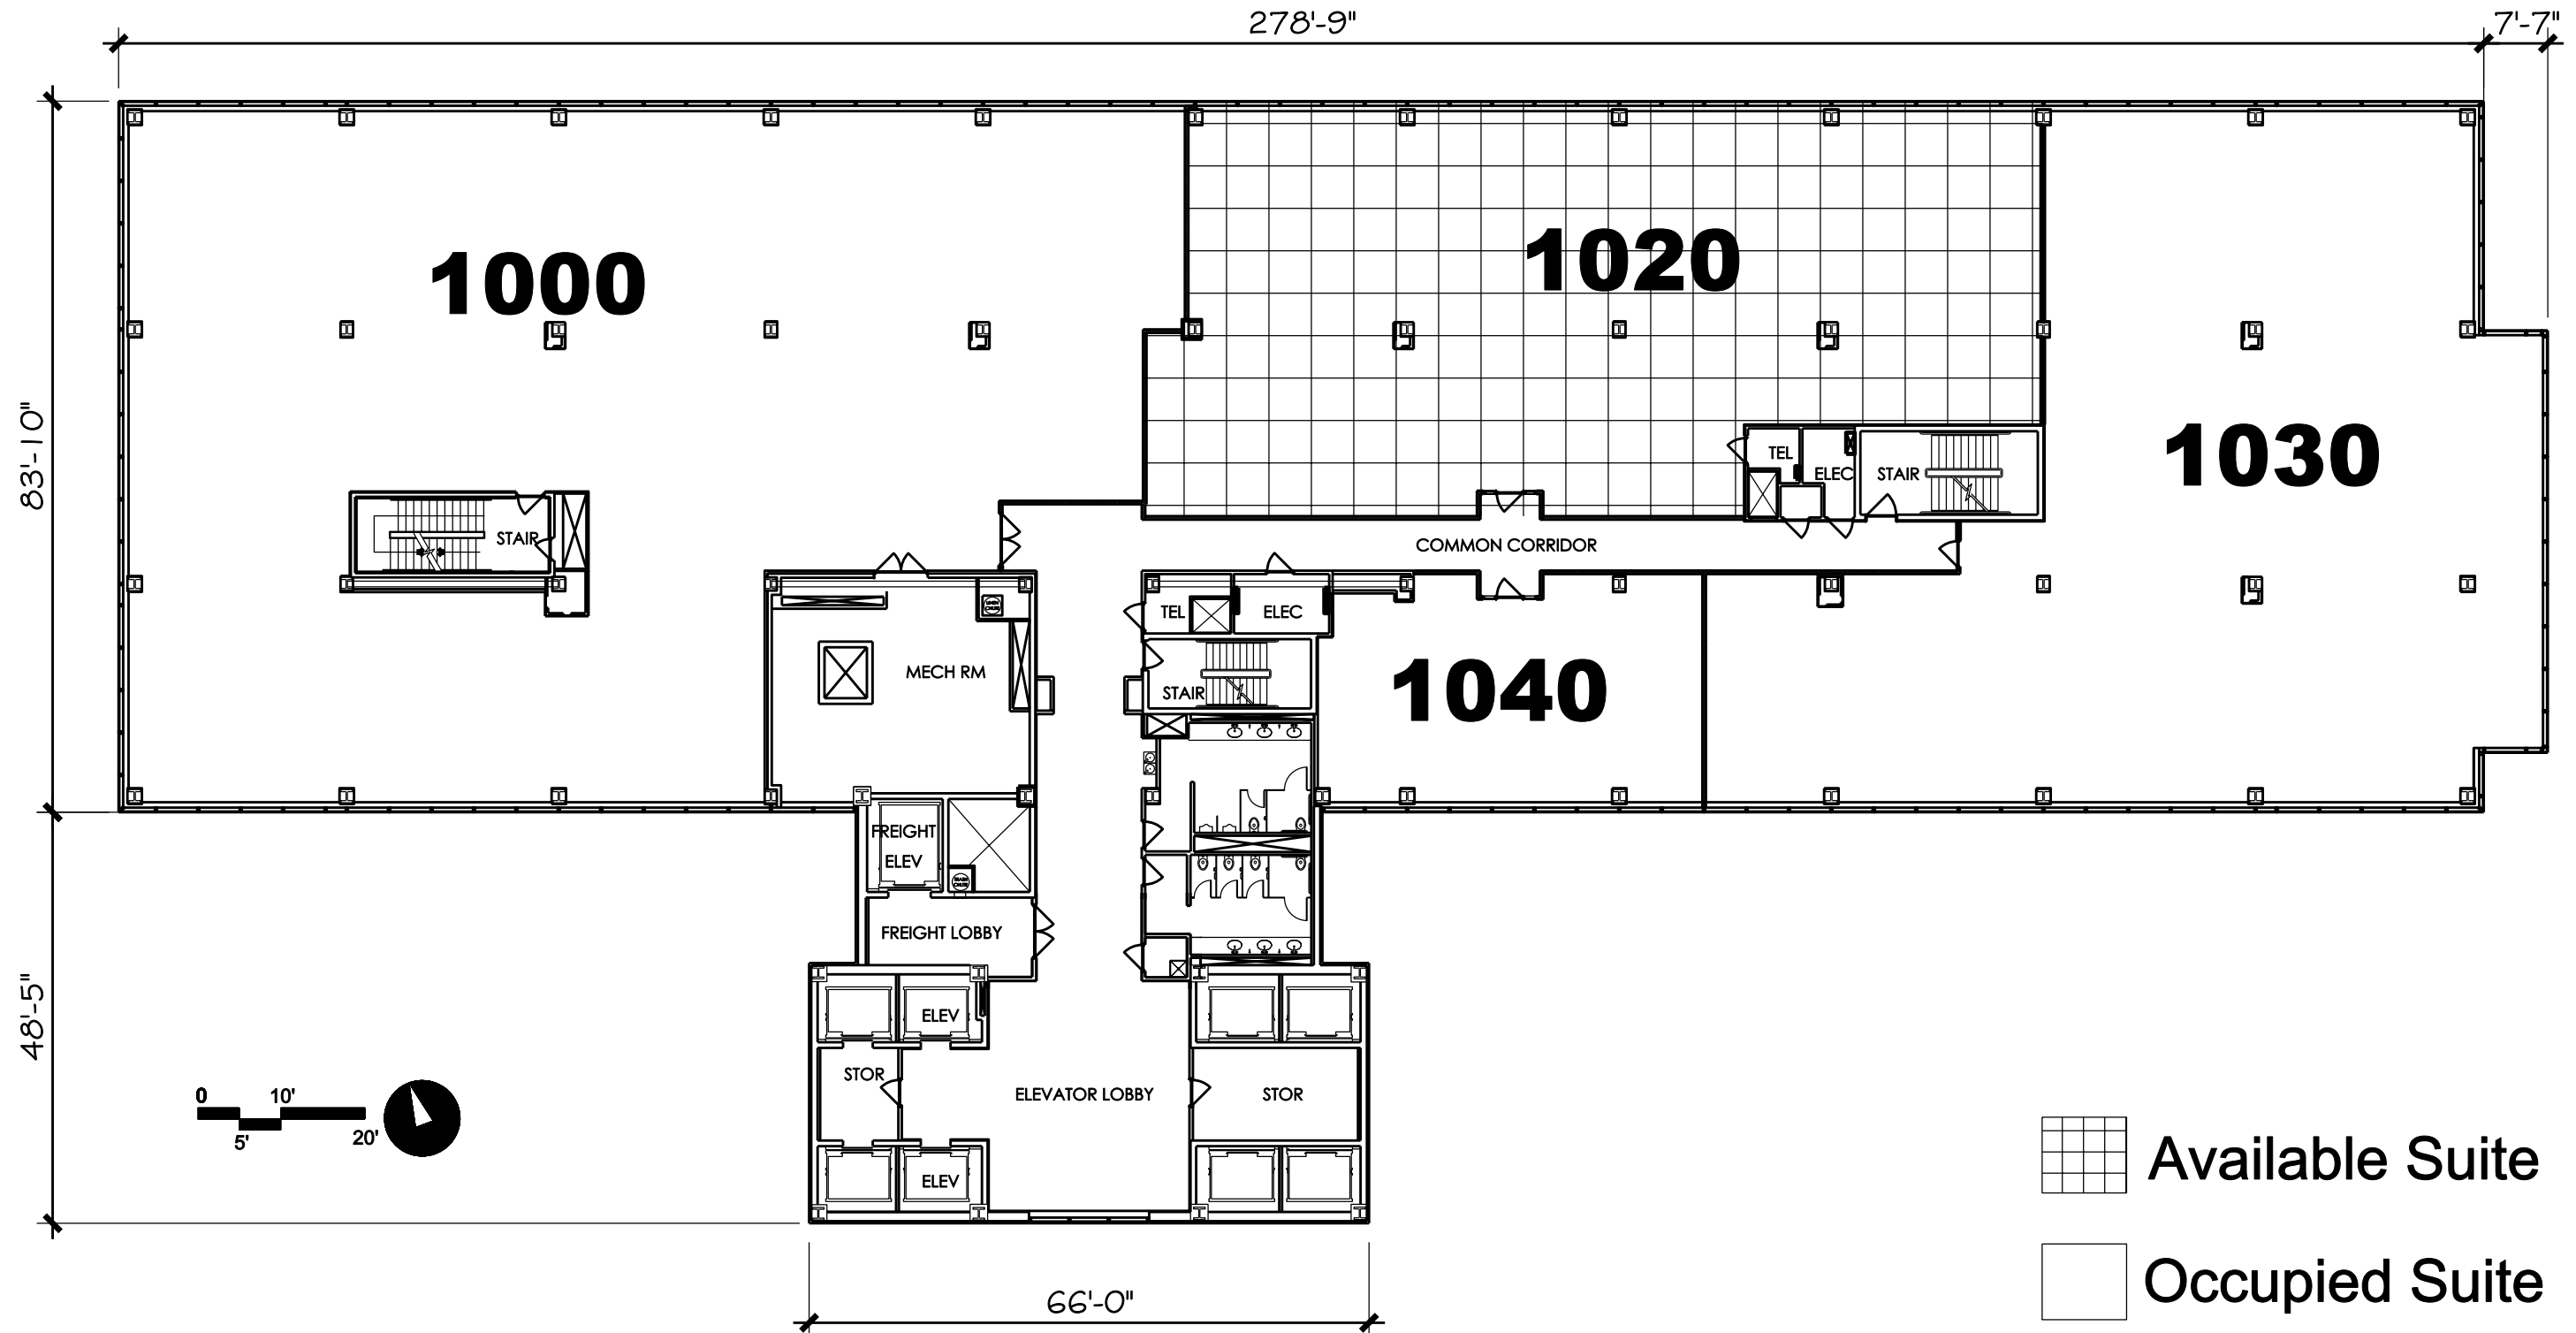 278'-9"
7'-7"
1000
1020
83'-10"
1030
TEL
ELEC
STAIR
STAIR
COMMON CORRIDOR
TEL
ELEC
MECH RM
1040
STAIR
FREIGHT
ELEV
FREIGHT LOBBY
48'-5"
ELEV
STOR
ELEVATOR LOBBY
STOR
0
10'
5'
20'
Available Suite
ELEV
Occupied Suite
66'-0"